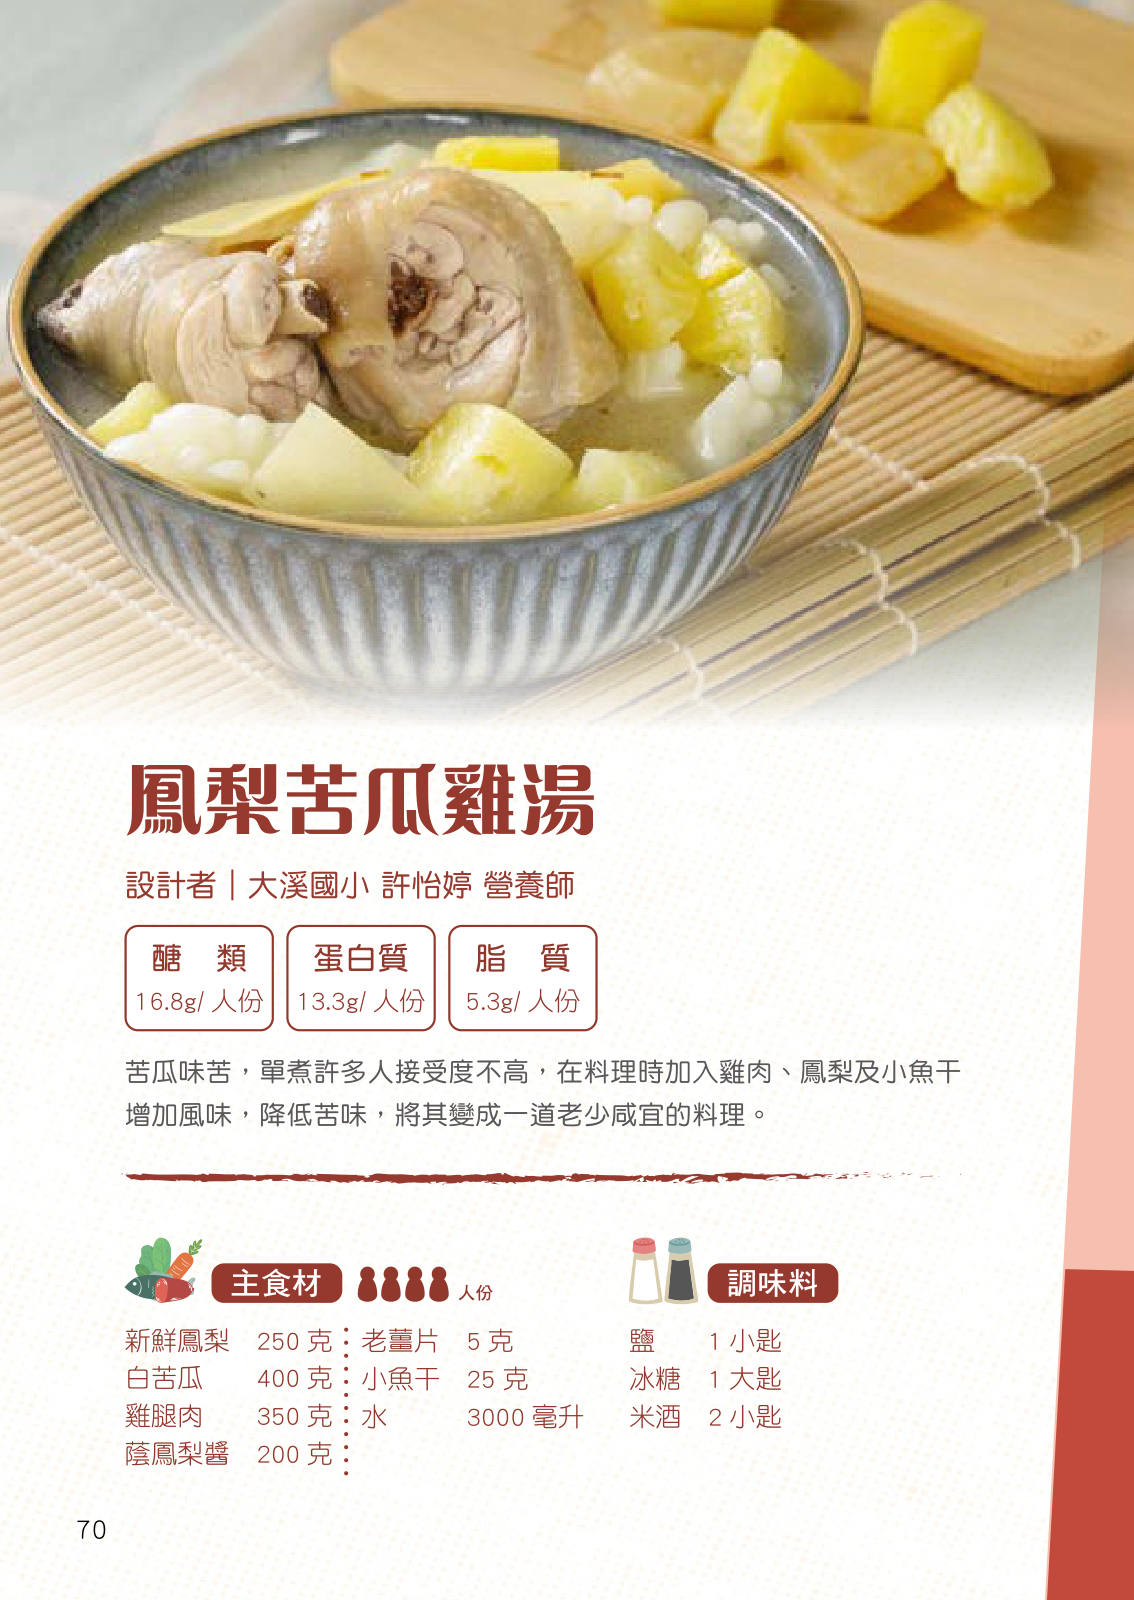 鳳梨苦瓜雞湯
設計者｜大溪國小 許怡婷 營養師
醣 類
16.8g/ 人份
蛋白質
13.3g/ 人份
脂 質
5.3g/ 人份
苦瓜味苦，單煮許多人接受度不高，在料理時加入雞肉、鳳梨及小魚干
增加風味，降低苦味，將其變成一道老少咸宜的料理。
主食材 人份
新鮮鳳梨 250 克
白苦瓜 400 克
雞腿肉 350 克
蔭鳳梨醬 200 克
老薑片 5 克
小魚干 25 克
水 3000 毫升
調味料
鹽 1 小匙
冰糖 1 大匙
米酒 2 小匙
70